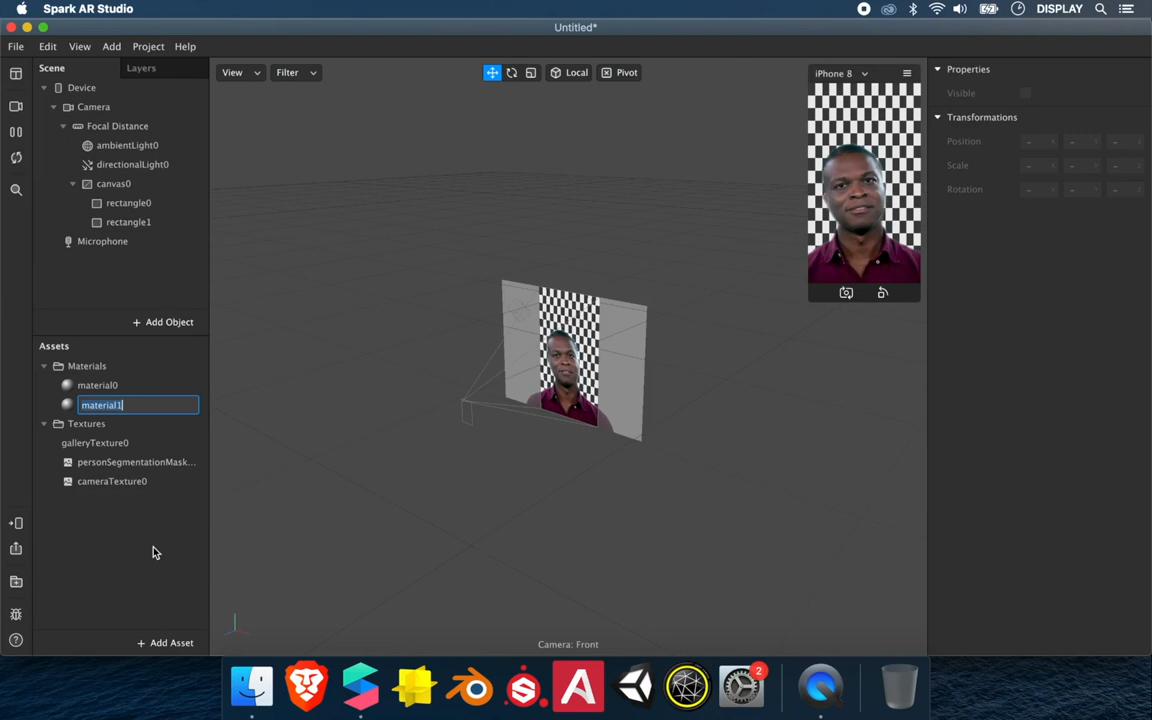 Spark AR Studio
DISPLAY
Untitled*
File Edit View Add Project Help
Scene Layers
Device
Camera
Focal Distance
ambientLight0
directionalLight0
canvas0
rectangle0
rectangle1
Microphone
+ Add Object
Assets
Materials
material0
material1
Textures
galleryTexture0
personSegmentationMask...
cameraTexture0
+ Add Asset
View Filter Local Pivot
Camera: Front
iPhone 8
Properties
Visible
Transformations
Position - X - Y - Z
Scale - X - Y - Z
Rotation - X - Y - Z
2